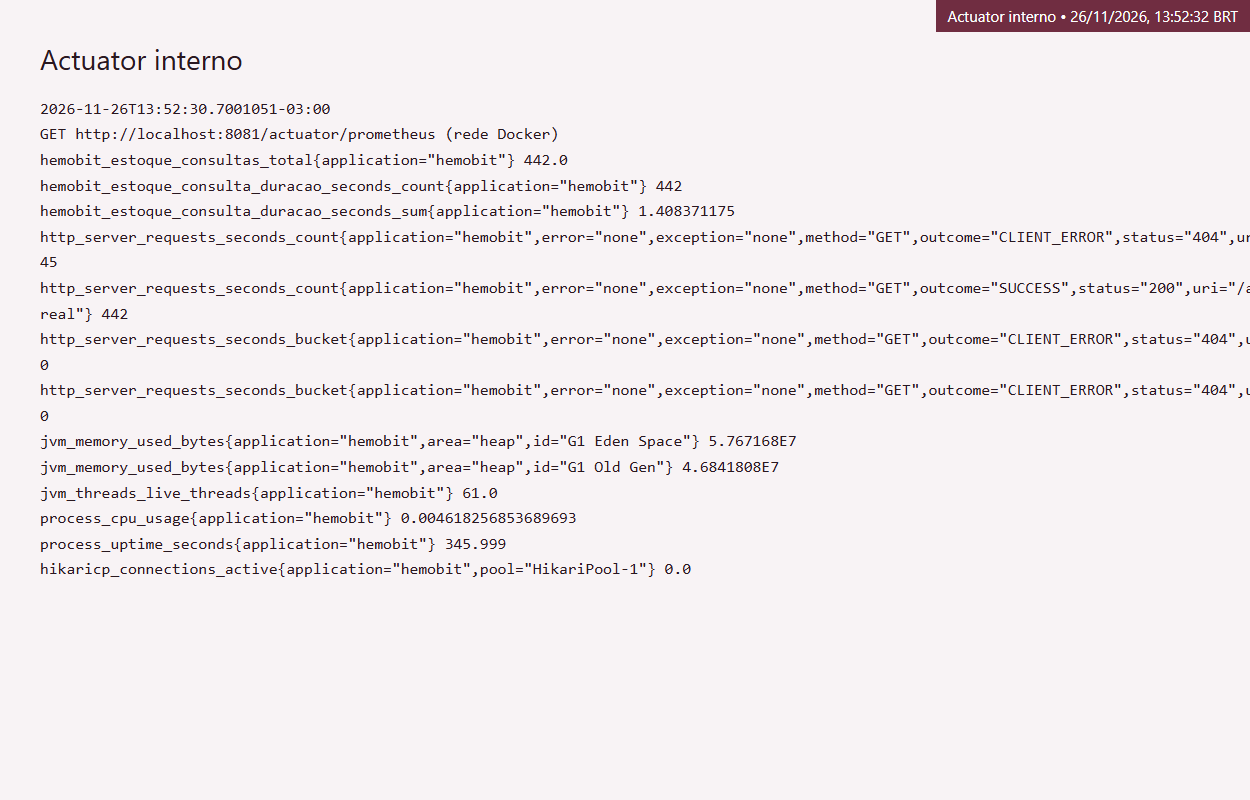 Actuator interno • 26/11/2026, 13:52:32 BRT
Actuator interno
2026-11-26T13:52:30.7001051-03:00
GET http://localhost:8081/actuator/prometheus (rede Docker)
hemobit_estoque_consultas_total{application="hemobit"} 442.0
hemobit_estoque_consulta_duracao_seconds_count{application="hemobit"} 442
hemobit_estoque_consulta_duracao_seconds_sum{application="hemobit"} 1.408371175
http_server_requests_seconds_count{application="hemobit",error="none",exception="none",method="GET",outcome="CLIENT_ERROR",status="404",
45
http_server_requests_seconds_count{application="hemobit",error="none",exception="none",method="GET",outcome="SUCCESS",status="200",uri="/a
real"} 442
http_server_requests_seconds_bucket{application="hemobit",error="none",exception="none",method="GET",outcome="CLIENT_ERROR",status="404",
0
http_server_requests_seconds_bucket{application="hemobit",error="none",exception="none",method="GET",outcome="CLIENT_ERROR",status="404",
0
jvm_memory_used_bytes{application="hemobit",area="heap",id="G1 Eden Space"} 5.767168E7
jvm_memory_used_bytes{application="hemobit",area="heap",id="G1 Old Gen"} 4.6841808E7
jvm_threads_live_threads{application="hemobit"} 61.0
process_cpu_usage{application="hemobit"} 0.004618256853689693
process_uptime_seconds{application="hemobit"} 345.999
hikaricp_connections_active{application="hemobit",pool="HikariPool-1"} 0.0